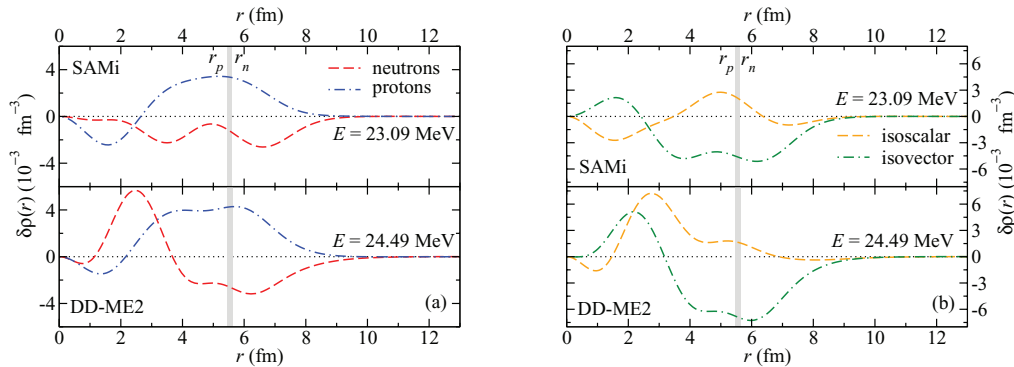 r (fm)
0 2 4 6 8 10 12
SAMi
r_p r_n
neutrons
protons
E = 23.09 MeV
4
0
-4
δρ(r) (10⁻³ fm⁻³)
4
0
-4
E = 24.49 MeV
DD-ME2
(a)
0 2 4 6 8 10 12
r (fm)
r (fm)
0 2 4 6 8 10 12
r_p r_n
E = 23.09 MeV
isoscalar
isovector
SAMi
6
3
0
-3
-6
δρ(r) (10⁻³ fm⁻³)
6
3
0
-3
-6
E = 24.49 MeV
DD-ME2
(b)
0 2 4 6 8 10 12
r (fm)